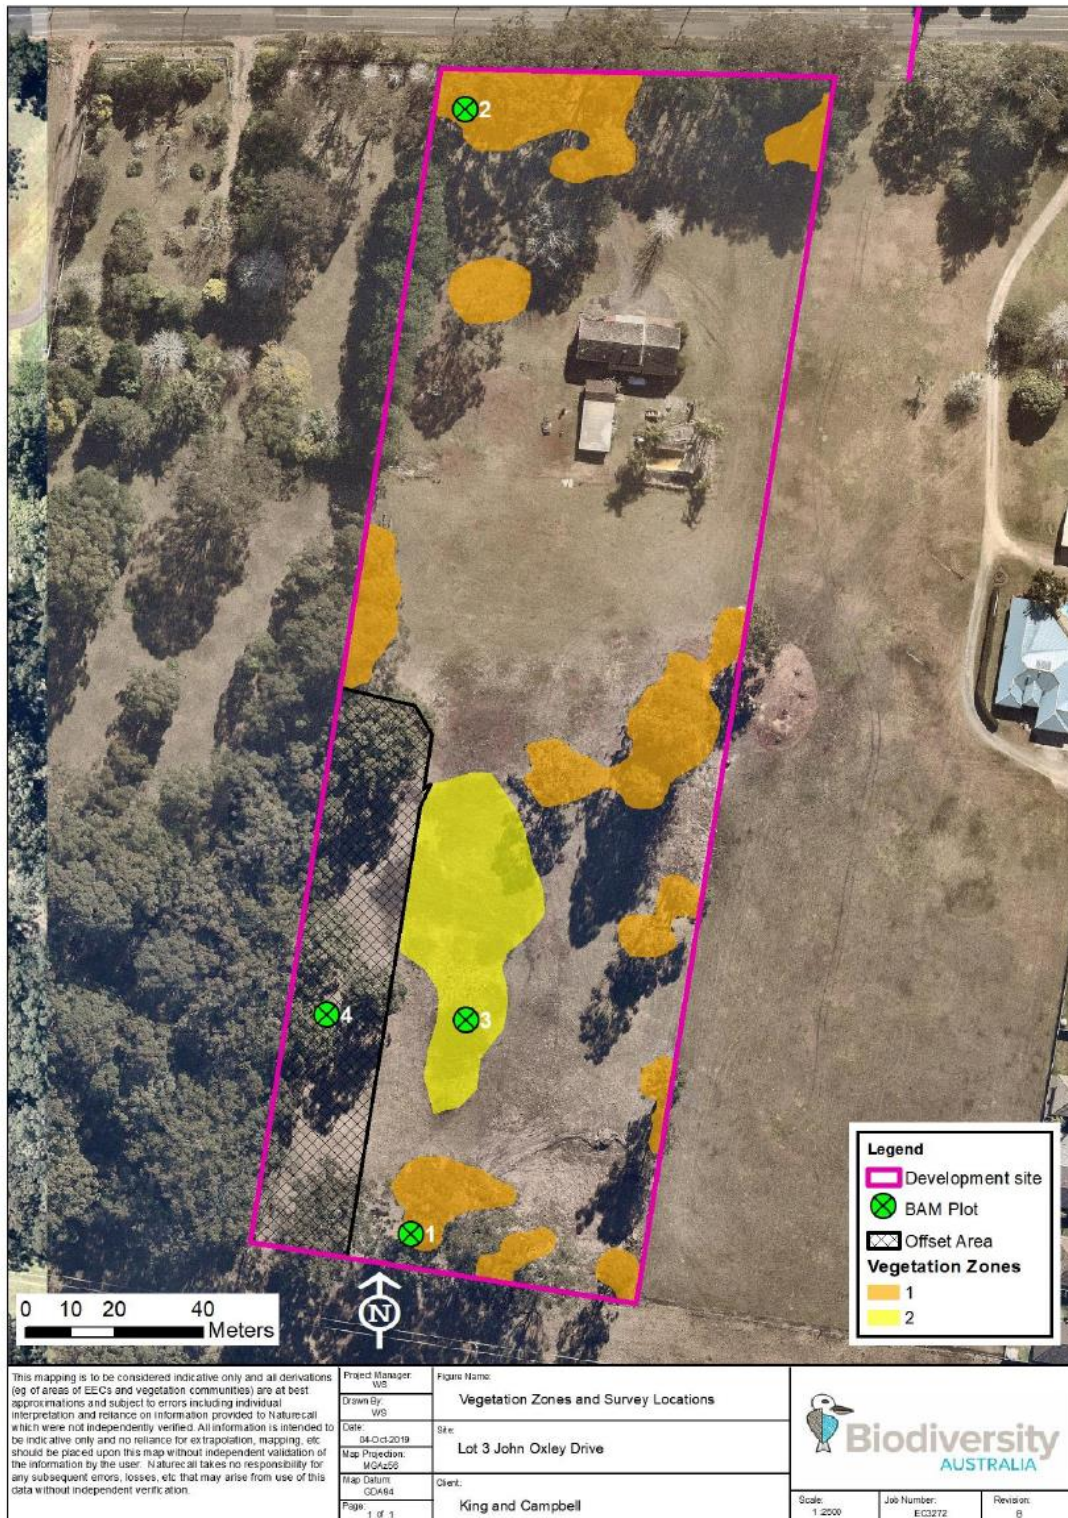 2
4
3
1
Legend
Development site
BAM Plot
Offset Area
Vegetation Zones
1
2
0 10 20 40
Meters
N
This mapping is to be considered indicative only and all derivations
(eg of areas of EECs and vegetation communities) are at best
approximations and subject to errors including individual
interpretation and reliance on information provided to Naturecall
which were not independently verified. All information is intended to
be indicative only and no reliance for extrapolation, mapping, etc
should be placed upon this map without independent validation of
the information by the user. Naturecall takes no responsibility for
any subsequent errors, losses, etc that may arise from use of this
data without independent verification.
Project Manager:
WS
Drawn By:
WS
Date:
04-Oct-2019
Map Projection:
MGAz56
Map Datum:
GDA94
Page:
1 of 1
Figure Name:
Vegetation Zones and Survey Locations
Site:
Lot 3 John Oxley Drive
Client:
King and Campbell
Biodiversity
AUSTRALIA
Scale:
1:2500
Job Number:
EC3272
Revision:
B